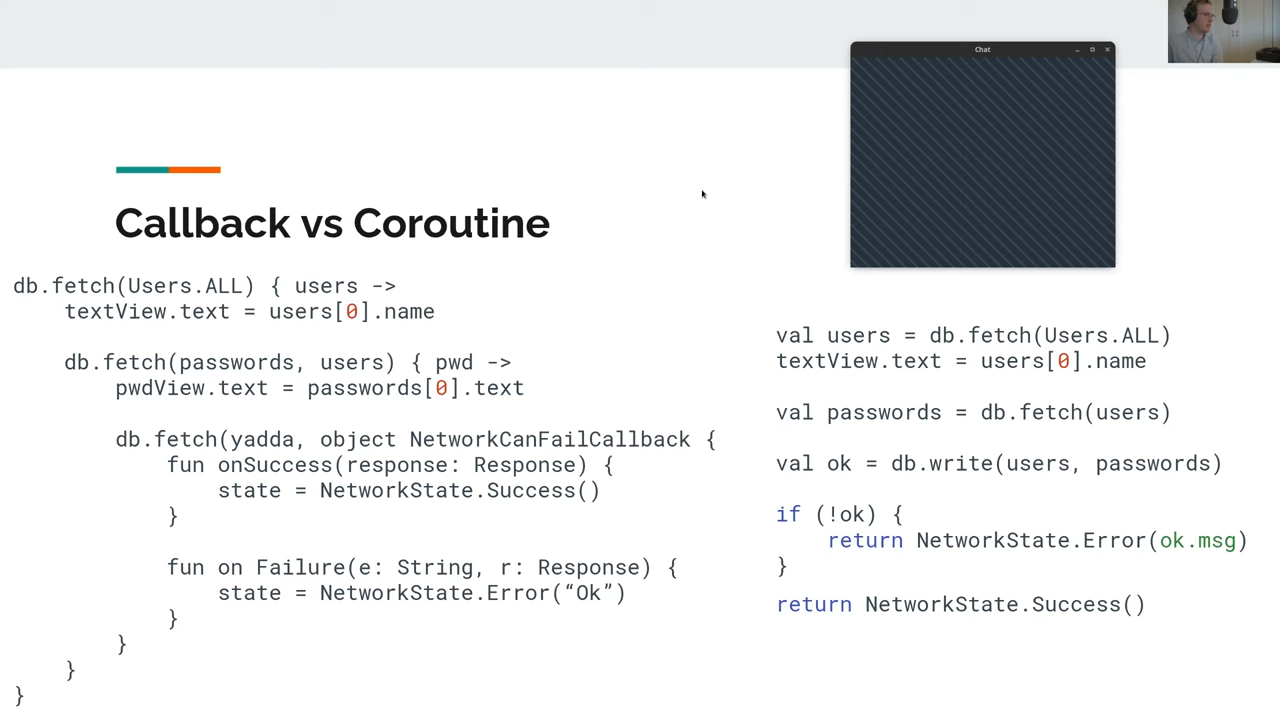 Chat
Callback vs Coroutine
db.fetch(Users.ALL) { users ->
textView.text = users[0].name
db.fetch(passwords, users) { pwd ->
pwdView.text = passwords[0].text
db.fetch(yadda, object NetworkCanFailCallback {
fun onSuccess(response: Response) {
state = NetworkState.Success()
}
fun on Failure(e: String, r: Response) {
state = NetworkState.Error(“Ok”)
}
}
}
}
val users = db.fetch(Users.ALL)
textView.text = users[0].name
val passwords = db.fetch(users)
val ok = db.write(users, passwords)
if (!ok) {
return NetworkState.Error(ok.msg)
}
return NetworkState.Success()